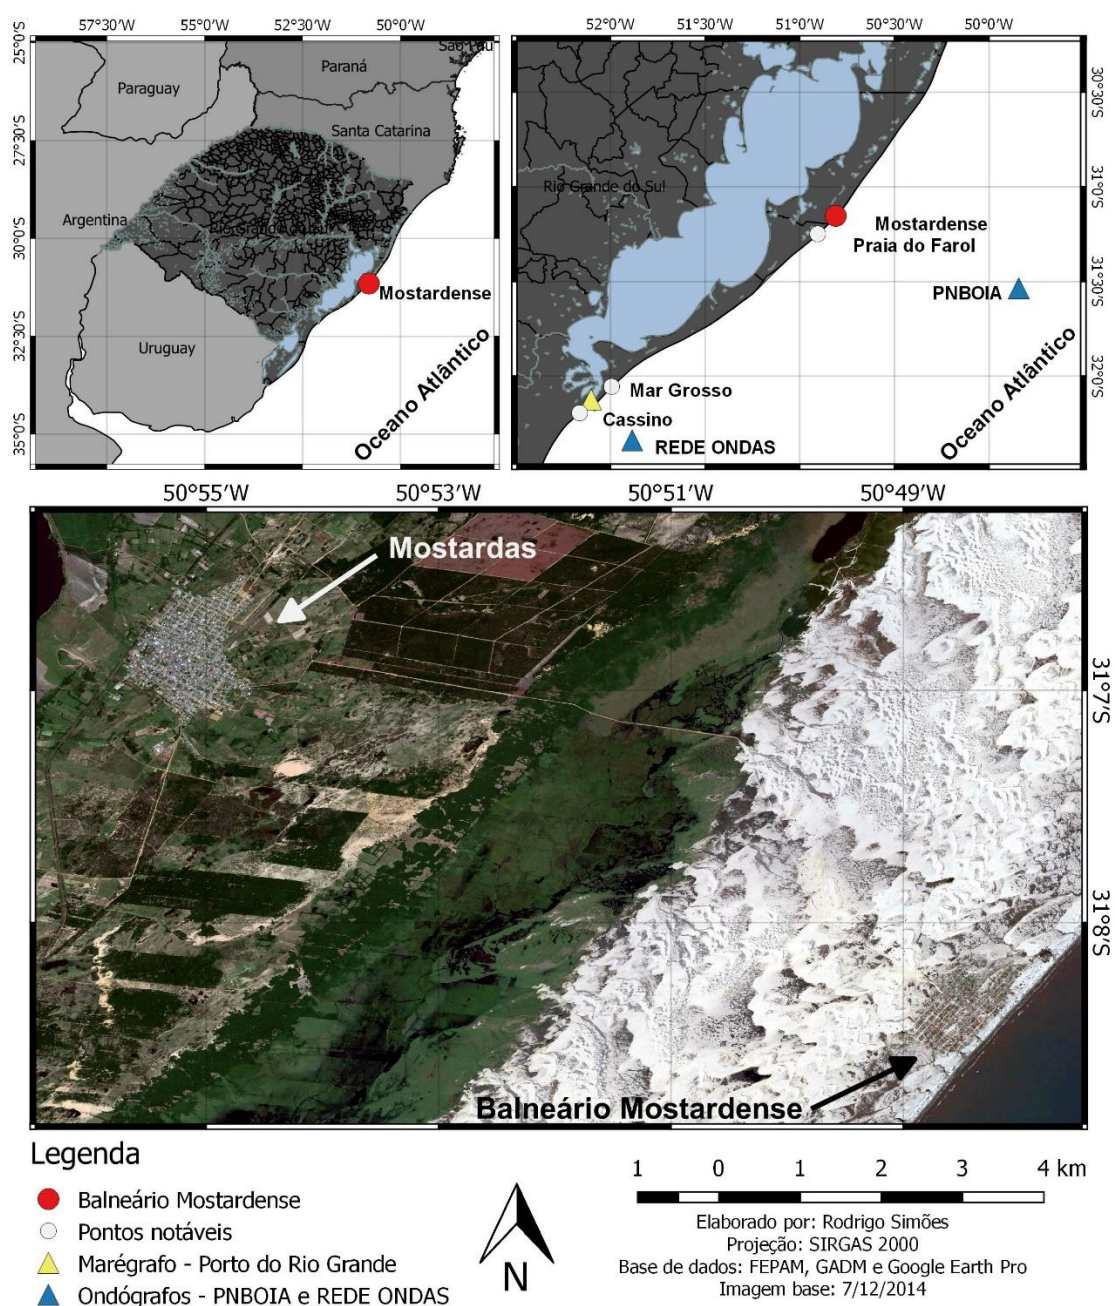 57°30'S 55°0'S 52°30'S 50°0'S
25°0'S
27°30'S
30°0'S
32°30'S
35°0'S
São Pau
Paraná
Paraguay
Santa Catarina
Argentina
Rio Grande do Sul
Mostardense
Uruguay
Oceano Atlântico
52°0'W 51°30'W 51°0'W 50°30'W 50°0'W
30°30'S
31°0'S
31°30'S
32°0'S
Rio Grande do Sul
Mostardense
Praia do Farol
PNBOIA
Mar Grosso
Cassino
REDE ONDAS
Oceano Atlântico
50°55'W 50°53'W 50°51'W 50°49'W
Mostardas
31°7'S
31°8'S
Balneário Mostardense
Legenda
Balneário Mostardense
Pontos notáveis
Marégrafo - Porto do Rio Grande
Ondógrafos - PNBOIA e REDE ONDAS
N
1 0 1 2 3 4 km
Elaborado por: Rodrigo Simões
Projeção: SIRGAS 2000
Base de dados: FEPAM, GADM e Google Earth Pro
Imagem base: 7/12/2014